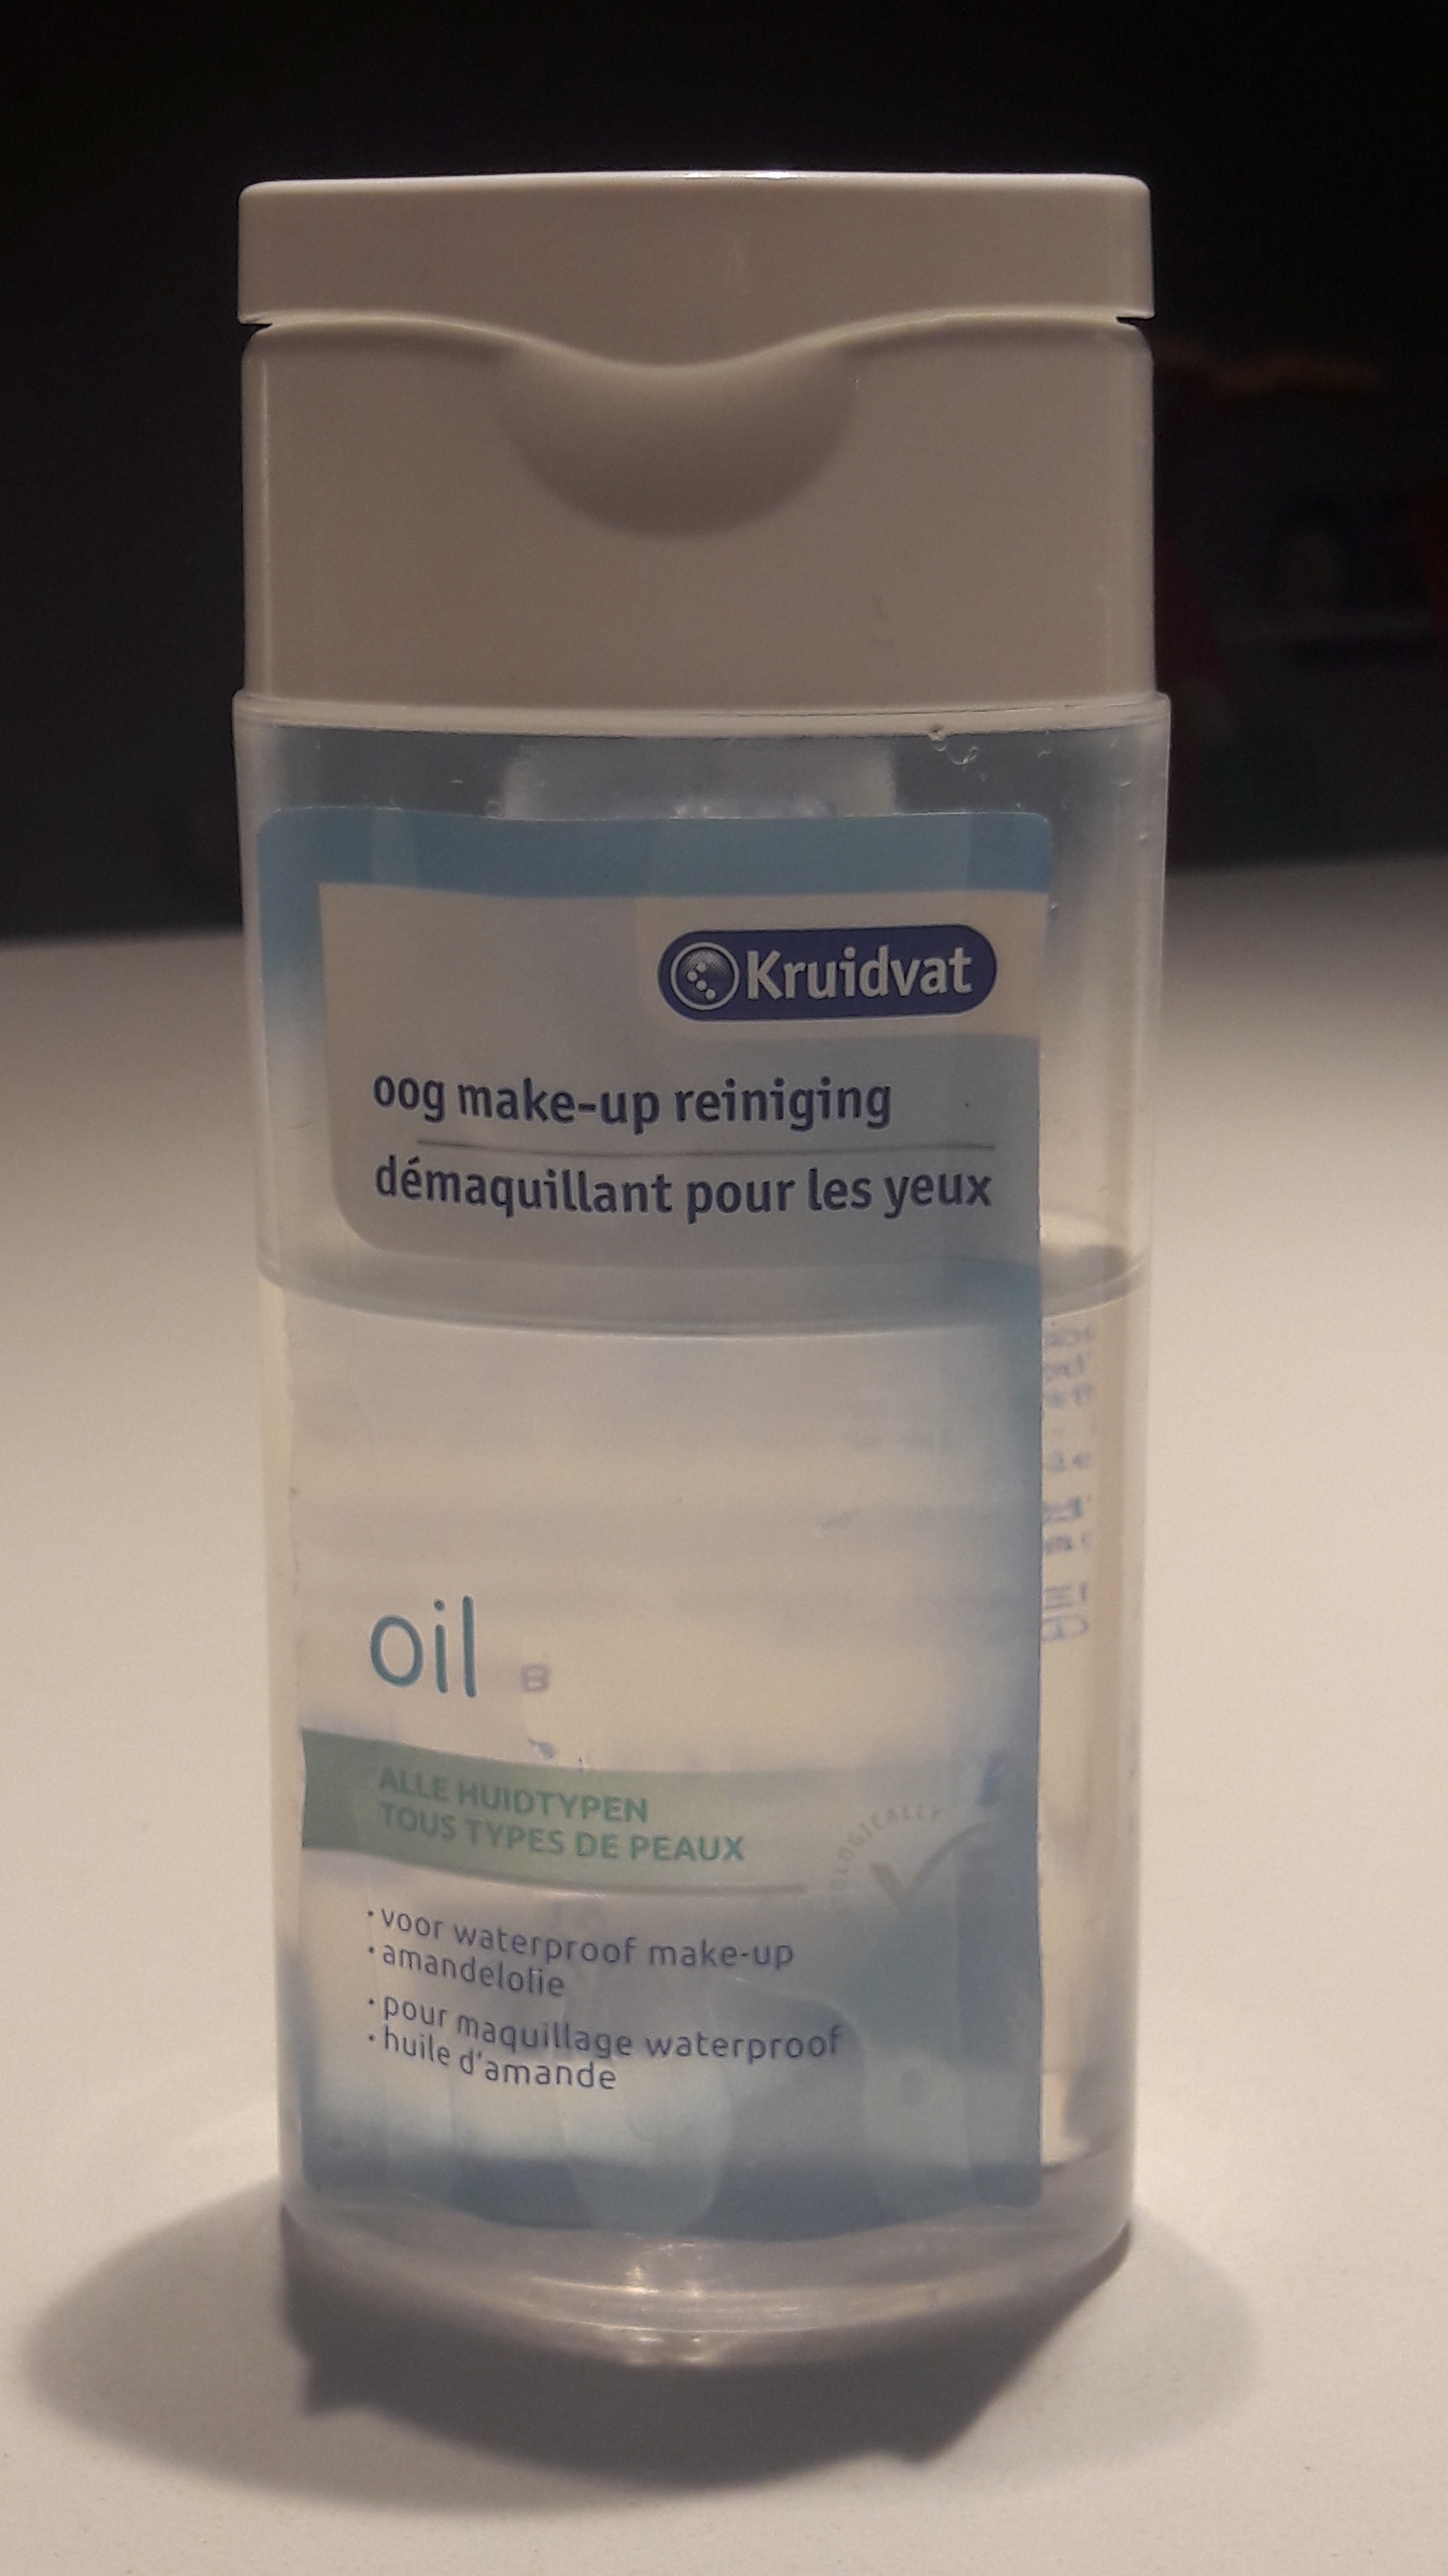 Kruidvat
oog make-up reiniging
démaquillant pour les yeux
oil
ALLE HUIDTYPEN
TOUS TYPES DE PEAUX
• voor waterproof make-up
• amandelolie
• pour maquillage waterproof
• huile d'amande